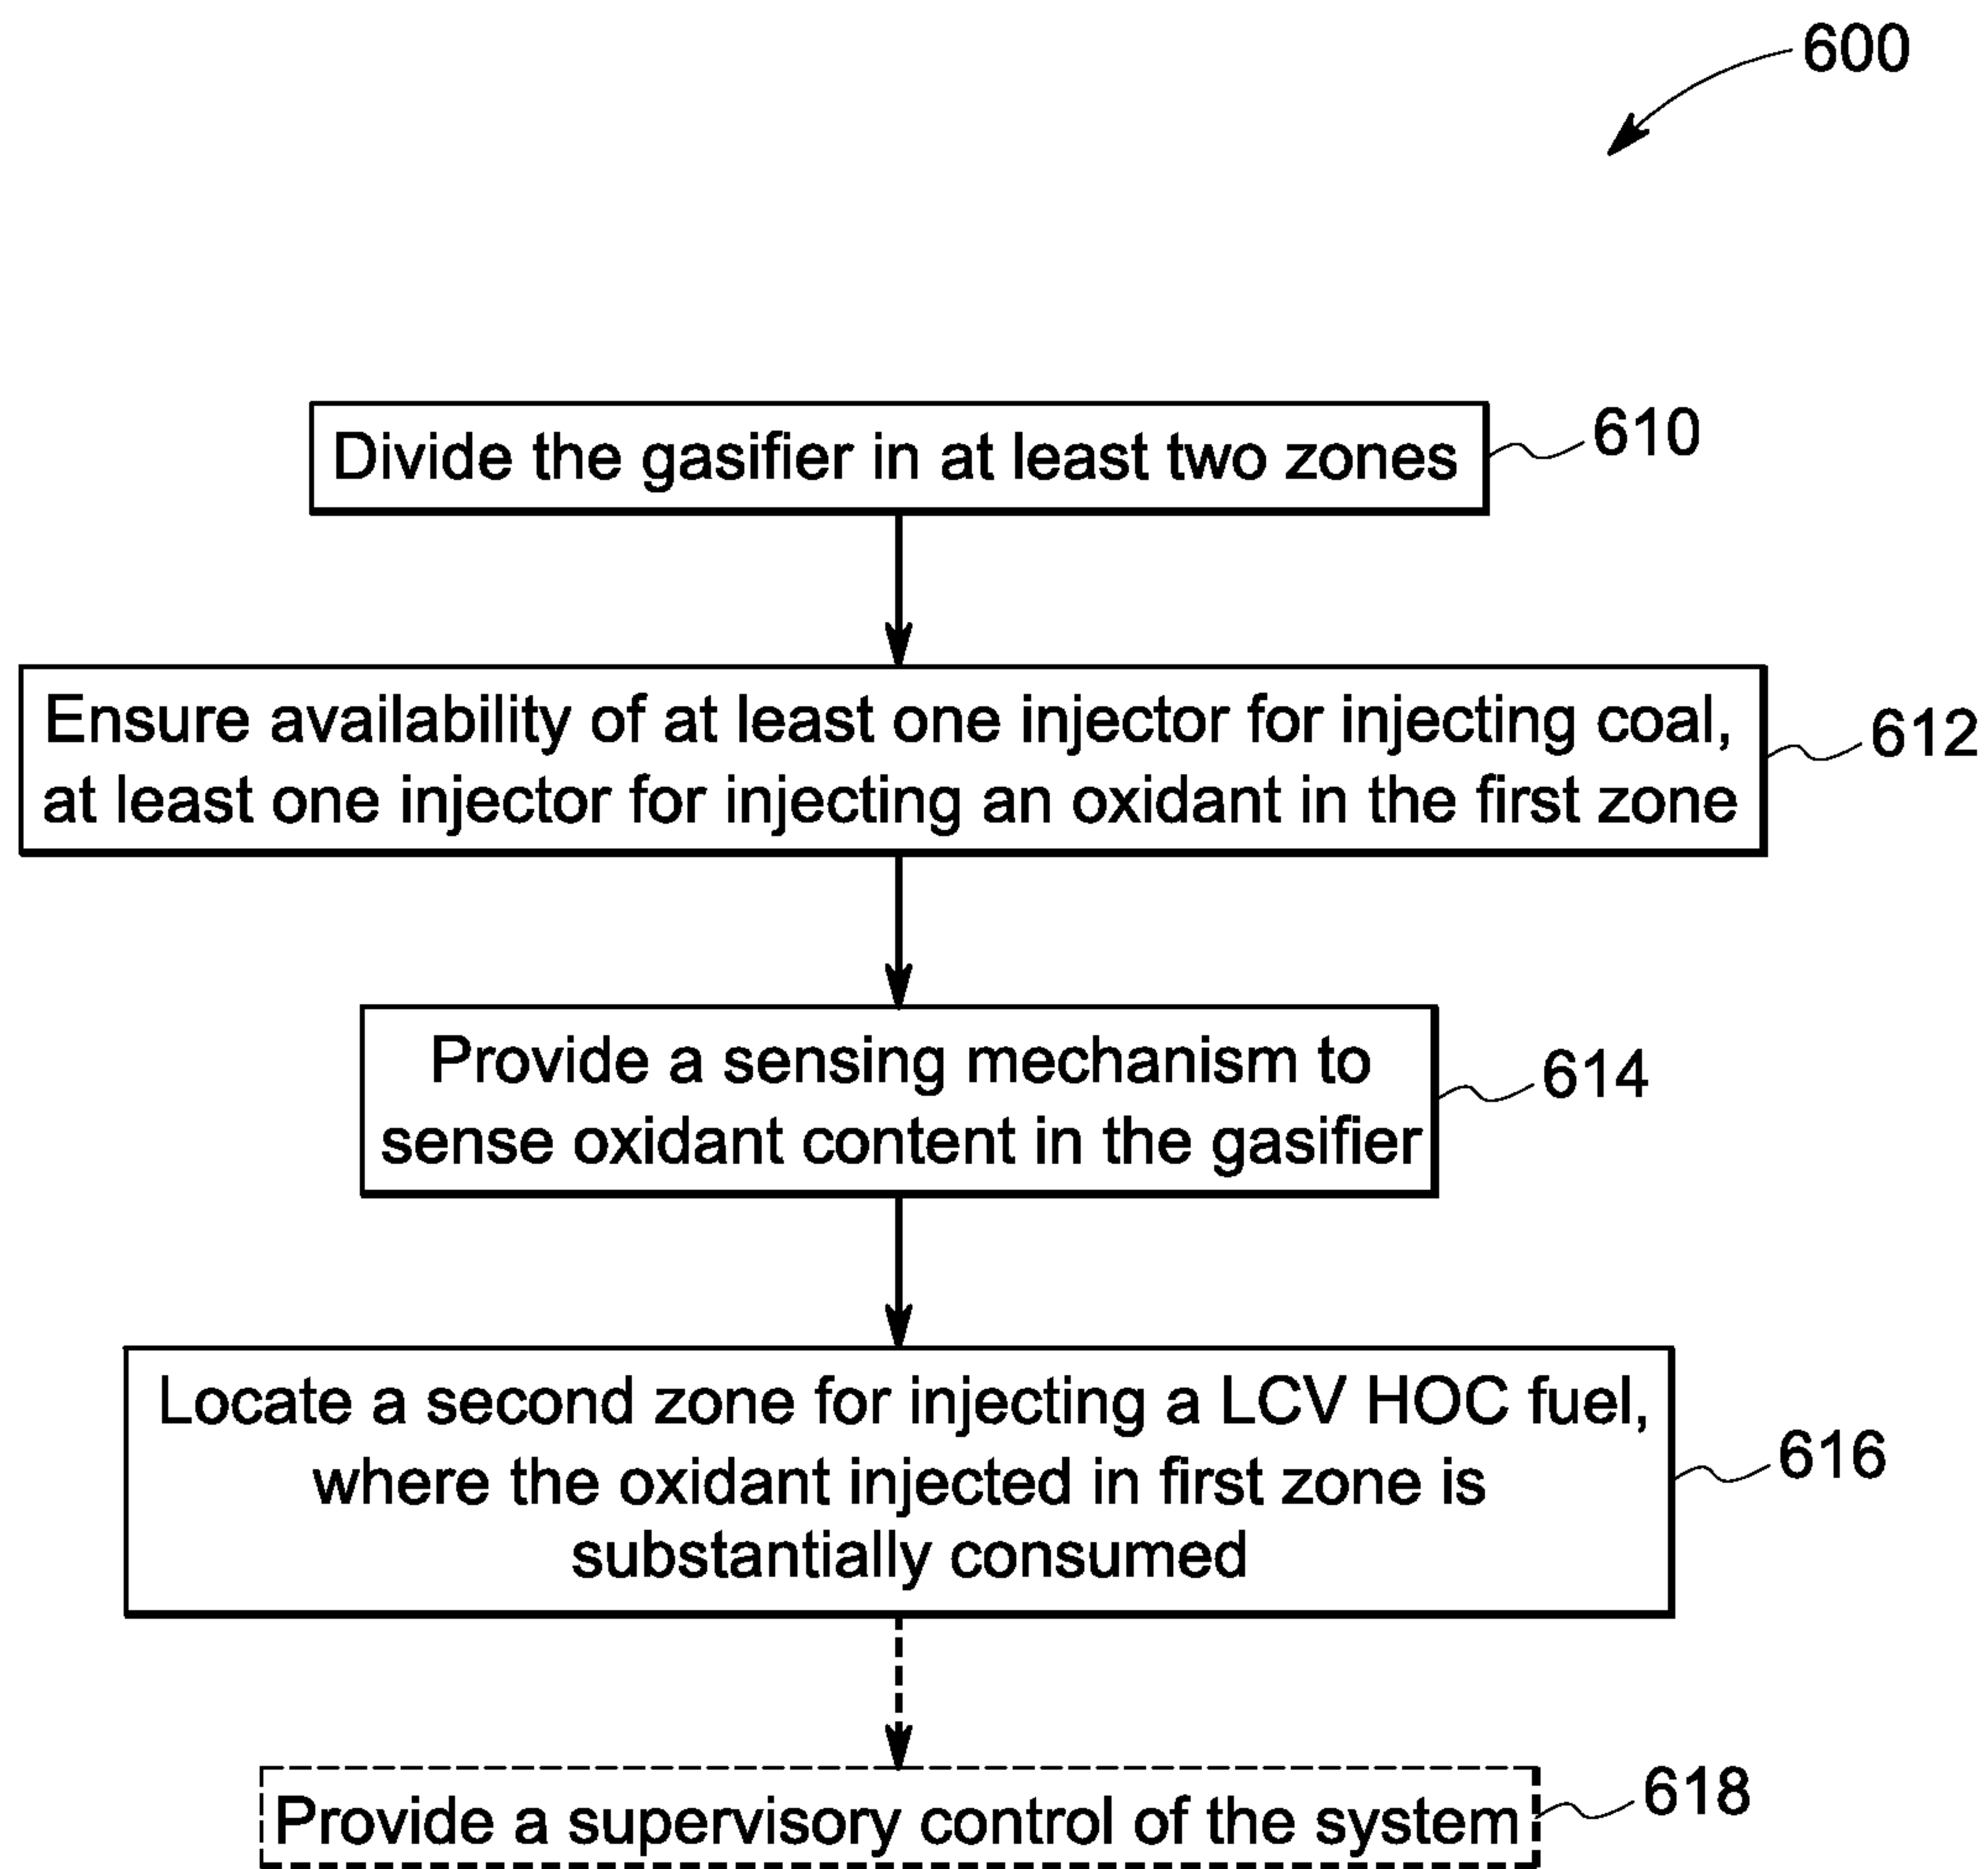 600
Divide the gasifier in at least two zones
610
Ensure availability of at least one injector for injecting coal,
at least one injector for injecting an oxidant in the first zone
612
Provide a sensing mechanism to
sense oxidant content in the gasifier
614
Locate a second zone for injecting a LCV HOC fuel,
where the oxidant injected in first zone is
substantially consumed
616
Provide a supervisory control of the system
618